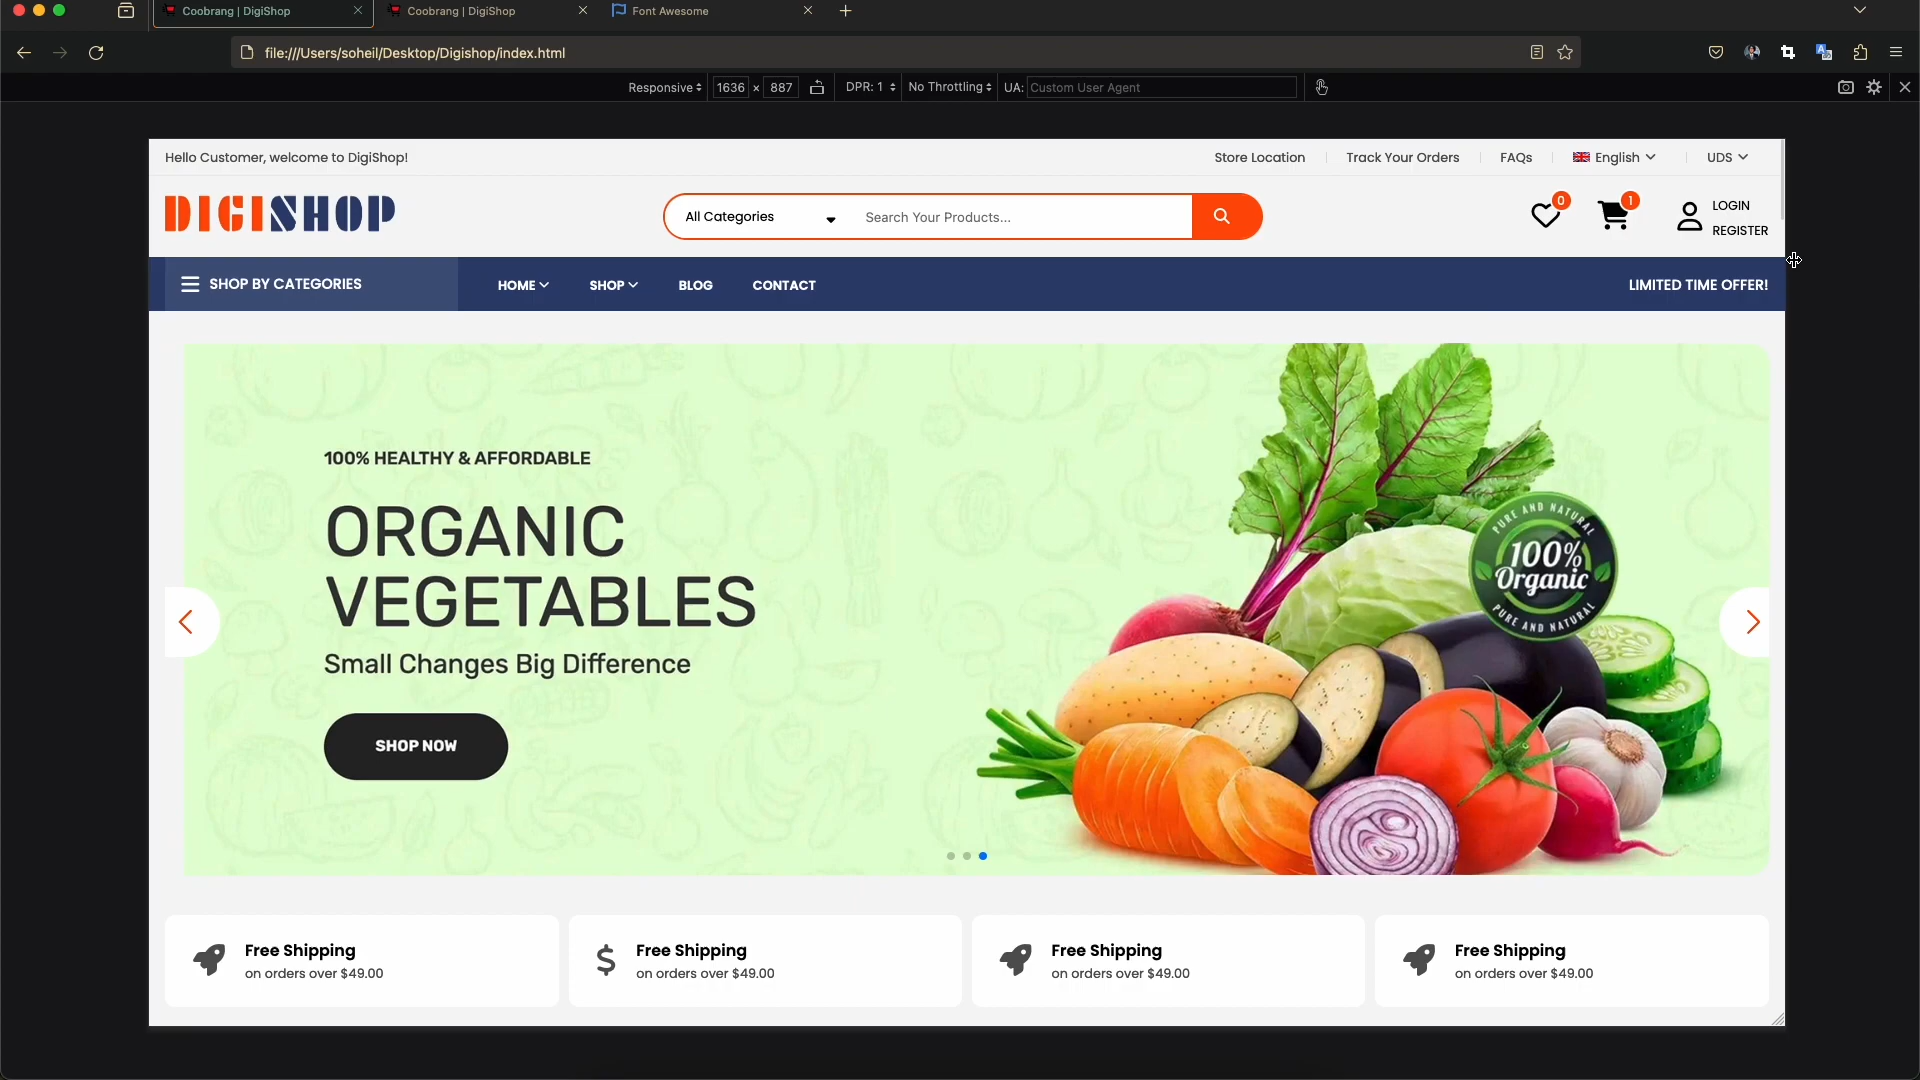 Coobrang | DigiShop
Coobrang | DigiShop
Font Awesome
file:///Users/soheil/Desktop/Digishop/index.html
Responsive
1636 × 887
DPR: 1
No Throttling
UA: Custom User Agent
Hello Customer, welcome to DigiShop!
Store Location
Track Your Orders
FAQs
English
UDS
DIGISHOP
All Categories
Search Your Products...
0
1
LOGIN
REGISTER
SHOP BY CATEGORIES
HOME
SHOP
BLOG
CONTACT
LIMITED TIME OFFER!
100% HEALTHY & AFFORDABLE
ORGANIC
VEGETABLES
Small Changes Big Difference
SHOP NOW
PURE AND NATURAL
100%
Organic
PURE AND NATURAL
Free Shipping
on orders over $49.00
Free Shipping
on orders over $49.00
Free Shipping
on orders over $49.00
Free Shipping
on orders over $49.00